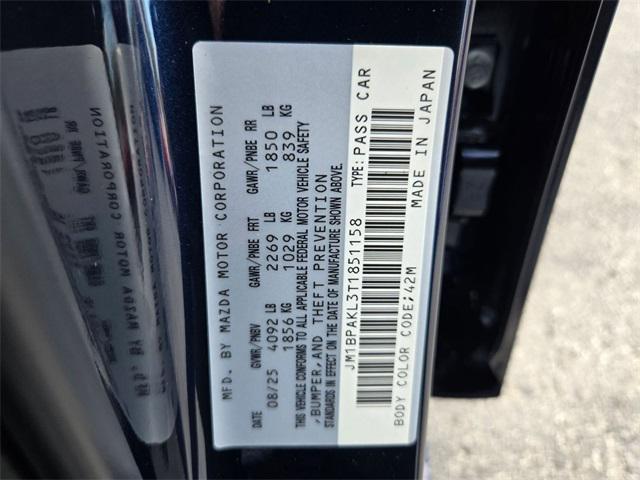 MFD. BY MAZDA MOTOR CORPORATION
DATE GVWR/PNBV GAWR/PNBE FRT GAWR/PNBE RR
08/25 4092 LB 2269 LB 1850 LB
1856 KG 1029 KG 839 KG
THIS VEHICLE CONFORMS TO ALL APPLICABLE FEDERAL MOTOR VEHICLE SAFETY
,BUMPER,AND THEFT PREVENTION
STANDARDS IN EFFECT ON THE DATE OF MANUFACTURE SHOWN ABOVE.
JM1BPAKL3T1851158 TYPE: PASS CAR
BODY COLOR CODE;42M MADE IN JAPAN